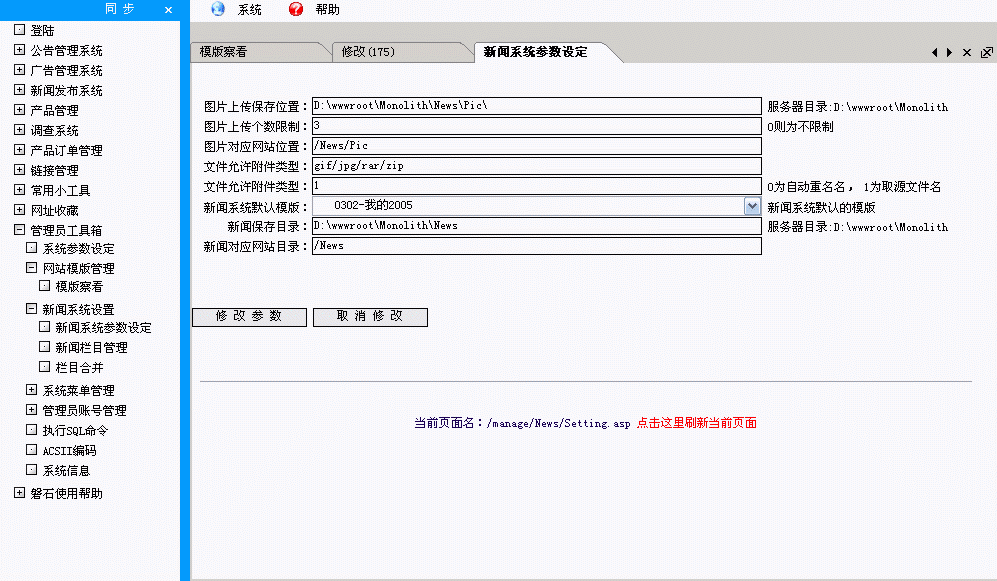 同 步
系统
帮助
登陆
公告管理系统
广告管理系统
新闻发布系统
产品管理
调查系统
产品订单管理
链接管理
常用小工具
网址收藏
管理员工具箱
系统参数设定
网站模版管理
模版察看
新闻系统设置
新闻系统参数设定
新闻栏目管理
栏目合并
系统菜单管理
管理员账号管理
执行SQL命令
ACSII编码
系统信息
磐石使用帮助
模版察看
修改(175)
新闻系统参数设定
图片上传保存位置：D:\wwwroot\Monolith\News\Pic\ 服务器目录:D:\wwwroot\Monolith
图片上传个数限制：3 0则为不限制
图片对应网站位置：/News/Pic
文件允许附件类型：gif/jpg/rar/zip
文件允许附件类型：1 0为自动重名名，1为取源文件名
新闻系统默认模版：0302-我的2005 新闻系统默认的模版
新闻保存目录：D:\wwwroot\Monolith\News 服务器目录:D:\wwwroot\Monolith
新闻对应网站目录：/News
修 改 参 数 取 消 修 改
当前页面名：/manage/News/Setting.asp 点击这里刷新当前页面